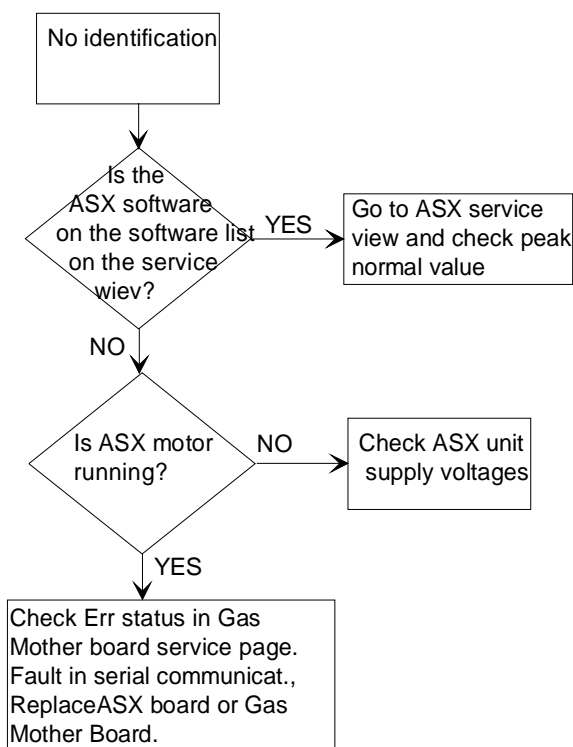 No identification
Is the
ASX software
on the software list
on the service
wiev?
YES
Go to ASX service
view and check peak
normal value
NO
Is ASX motor
running?
NO
Check ASX unit
supply voltages
YES
Check Err status in Gas
Mother board service page.
Fault in serial communicat.,
ReplaceASX board or Gas
Mother Board.